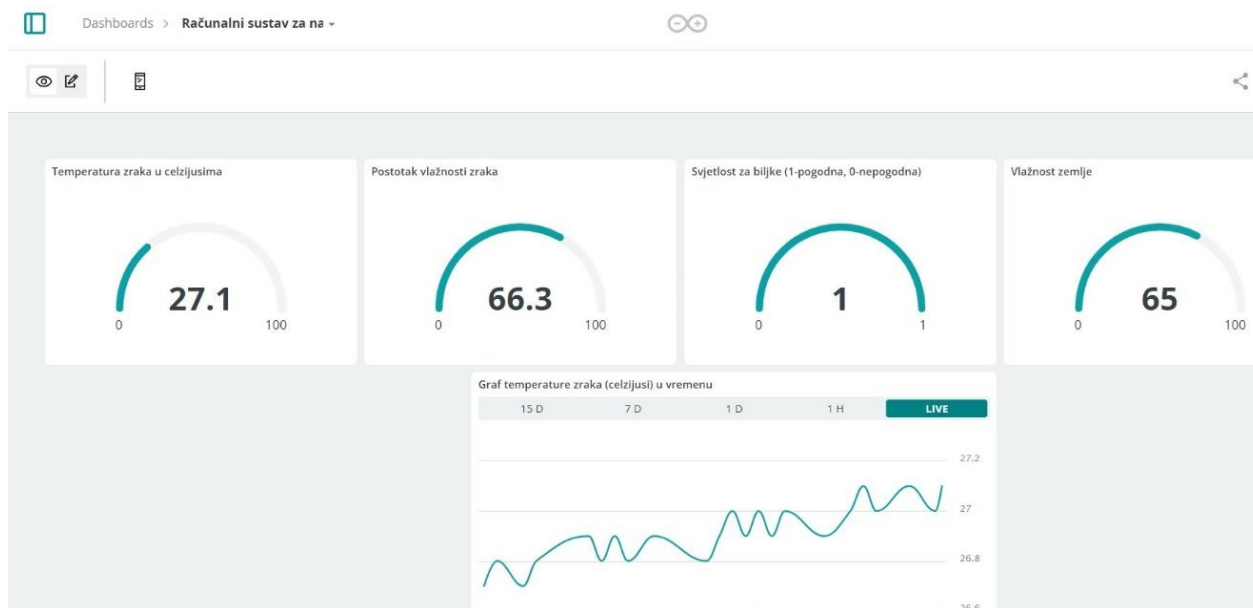 Dashboards > Računalni sustav za na
Temperatura zraka u celzijusima
27.1
0 100
Postotak vlažnosti zraka
66.3
0 100
Svjetlost za biljke (1-pogodna, 0-nepogodna)
1
0 1
Vlažnost zemlje
65
0 100
Graf temperature zraka (celzijusi) u vremenu
15 D 7 D 1 D 1 H LIVE
27.2
27
26.8
26.6